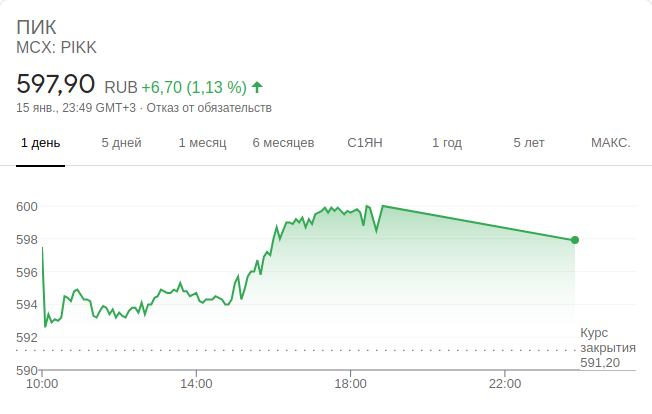 ПИК
MCX: PIKK
597,90 RUB +6,70 (1,13 %)
15 янв., 23:49 GMT+3 · Отказ от обязательств
1 день 5 дней 1 месяц 6 месяцев С1ЯН 1 год 5 лет МАКС.
600
598
596
594
592
590
Курс
закрытия
591,20
10:00 14:00 18:00 22:00